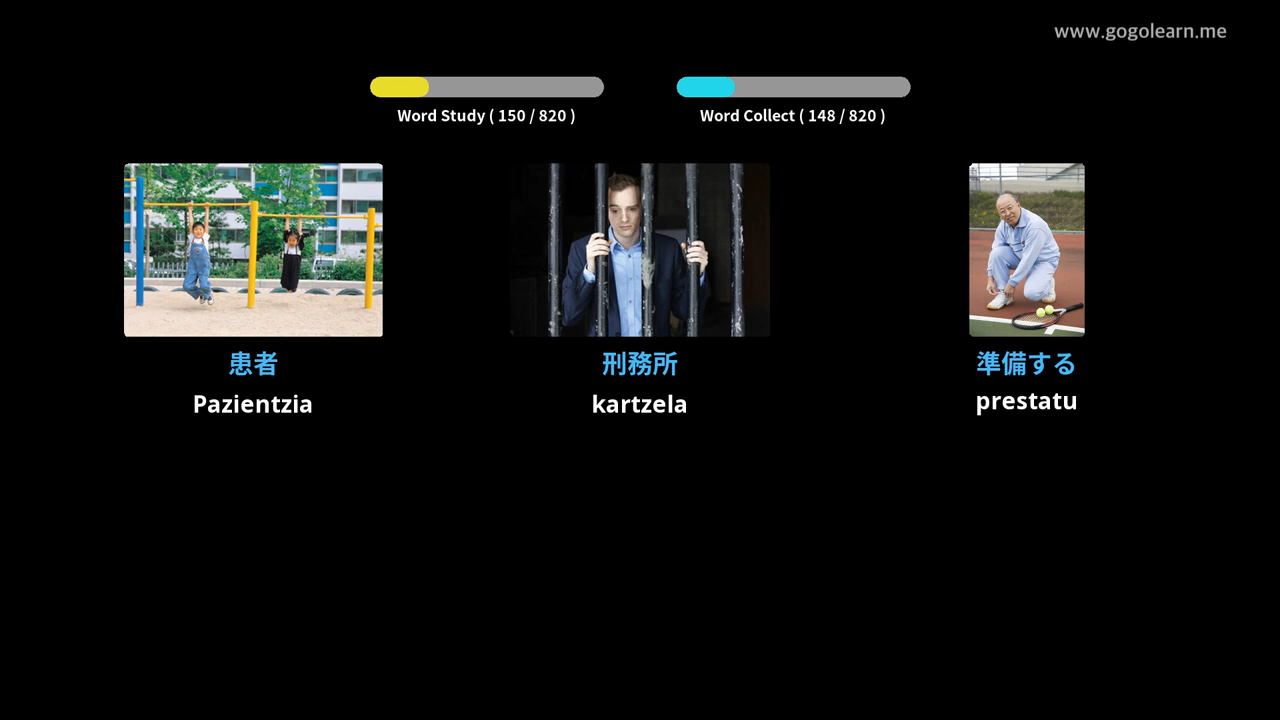 www.gogolearn.me
Word Study ( 150 / 820 )
Word Collect ( 148 / 820 )
患者
Pazientzia
刑務所
kartzela
準備する
prestatu